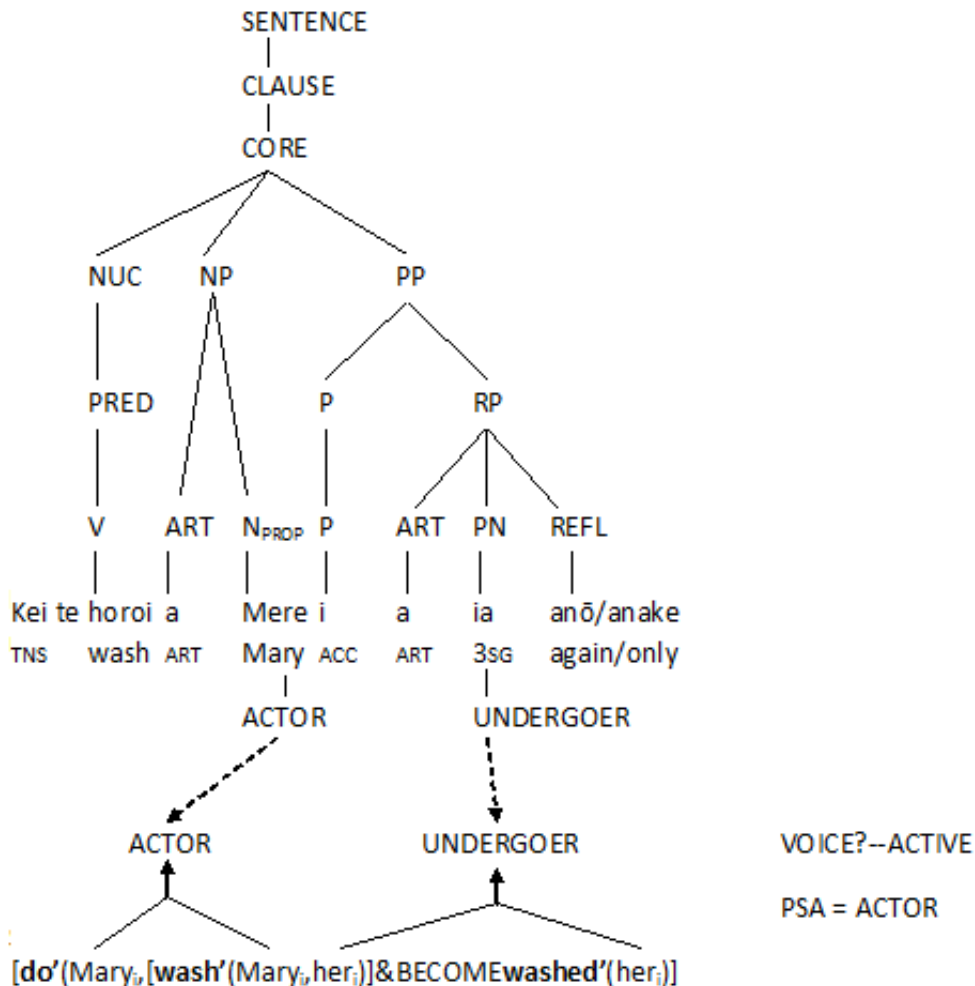 SENTENCE
CLAUSE
CORE
NUC NP PP
PRED P RP
V ART N_PROP P ART PN REFL
Kei te horoi a Mere i a ia anō/anake
TNS wash ART Mary ACC ART 3SG again/only
ACTOR UNDERGOER
ACTOR UNDERGOER VOICE?--ACTIVE
PSA = ACTOR
[do'(Maryᵢ,[wash'(Maryᵢ,herᵢ)]&BECOMEwashed'(herᵢ)]